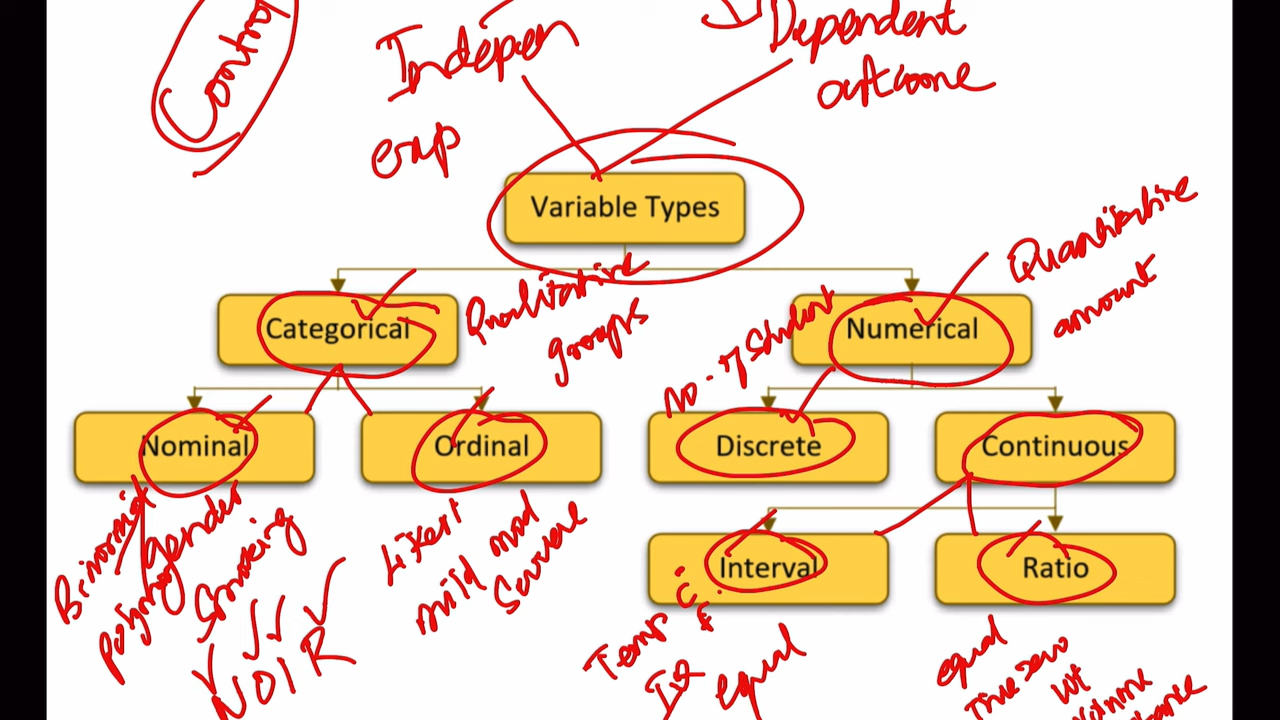 Indepen
Dependent
outcome
exp
Variable Types
Quantitative
amount
Qualitative
groups
Categorical
Numerical
No. of Student
Nominal
Ordinal
Discrete
Continuous
Binomial
gender
Smoking
Likert
mild mod
Severe
Interval
Ratio
Temp C F
IQ
equal
equal
True zero
wt
NOIR